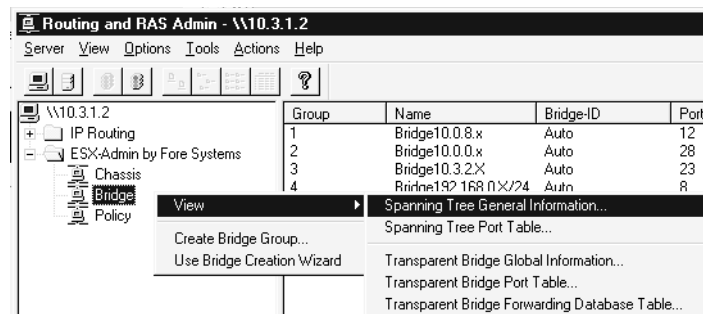 Routing and RAS Admin - \\10.3.1.2
Server View Options Tools Actions Help
\\10.3.1.2
IP Routing
ESX-Admin by Fore Systems
Chassis
Bridge
Policy
Group Name Bridge-ID Port
1 Bridge10.0.8.x Auto 12
2 Bridge10.0.0.x Auto 28
3 Bridge10.3.2.X Auto 23
4 Bridge192.168.0.X/24 Auto 8
View
Create Bridge Group...
Use Bridge Creation Wizard
Spanning Tree General Information...
Spanning Tree Port Table...
Transparent Bridge Global Information...
Transparent Bridge Port Table...
Transparent Bridge Forwarding Database Table...